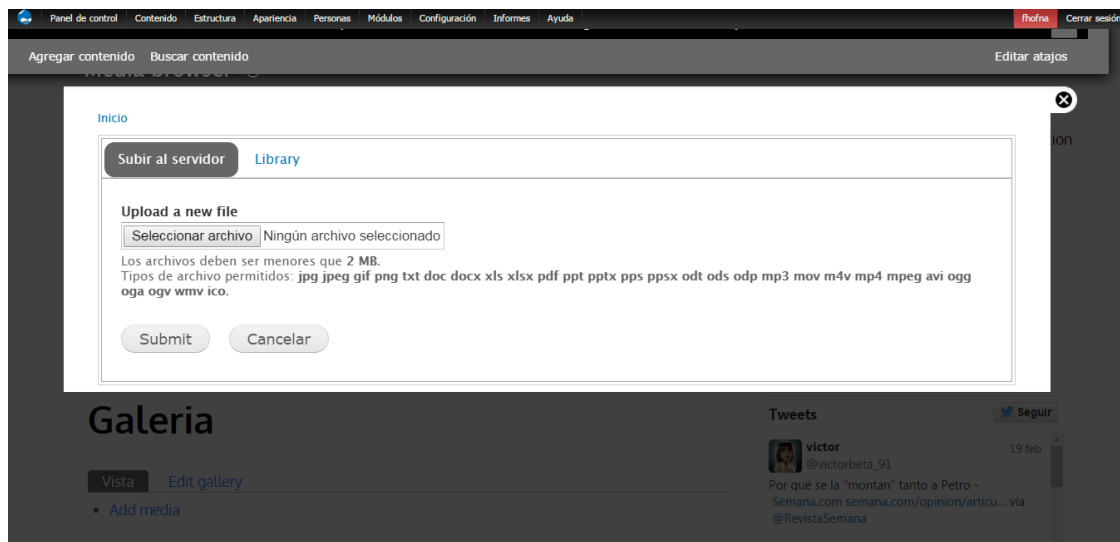 Panel de control Contenido Estructura Apariencia Personas Módulos Configuración Informes Ayuda fhofna Cerrar sesión
Agregar contenido Buscar contenido Editar atajos
Media browser
Inicio
Subir al servidor Library
Upload a new file
Seleccionar archivo Ningún archivo seleccionado
Los archivos deben ser menores que 2 MB.
Tipos de archivo permitidos: jpg jpeg gif png txt doc docx xls xlsx pdf ppt pptx pps ppsx odt ods odp mp3 mov m4v mp4 mpeg avi ogg
oga ogv wmv ico.
Submit Cancelar
Galeria
Vista Edit gallery
Add media
Tweets Seguir
victor 19 feb
@victorbeta_91
Por qué se la "montan" tanto a Petro -
Semana.com semana.com/opinion/articu... vía
@RevistaSemana